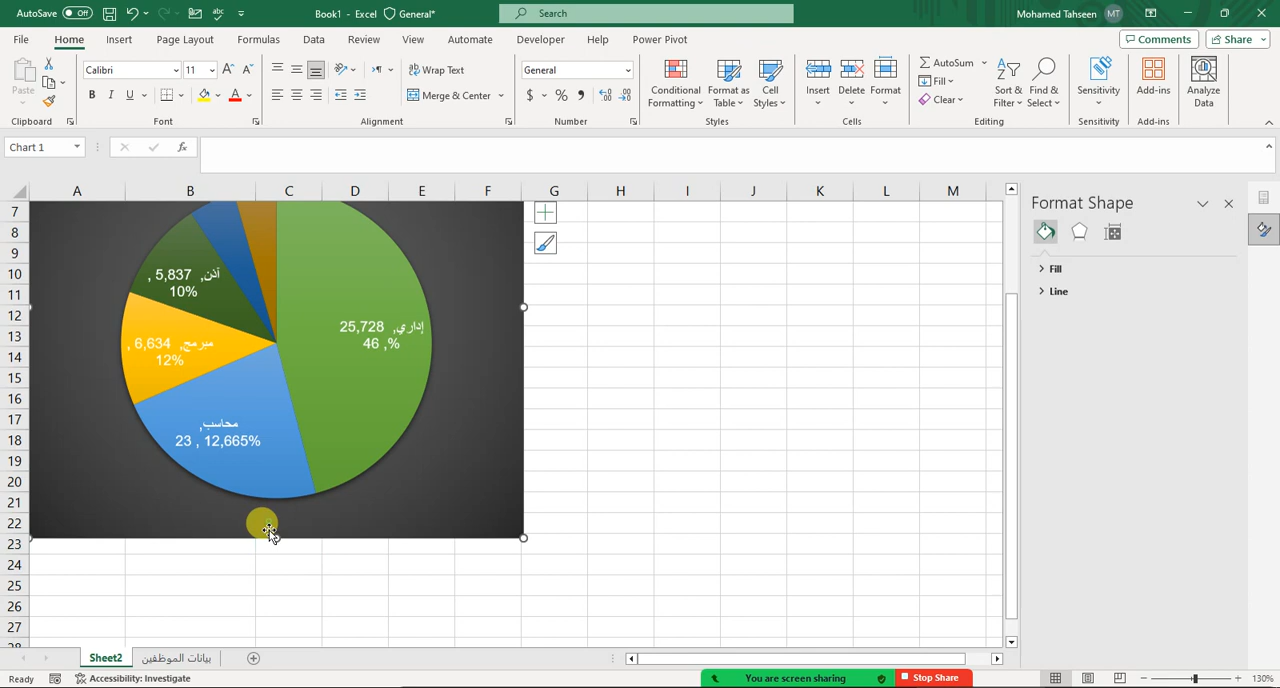 AutoSave Off Book1 - Excel General* Search Mohamed Tahseen MT
File Home Insert Page Layout Formulas Data Review View Automate Developer Help Power Pivot Comments Share
Paste Calibri 11 Wrap Text General AutoSum
Fill
B I U Merge & Center $ % Clear
Conditional Formatting Format as Table Cell Styles Insert Delete Format Sort & Filter Find & Select Sensitivity Add-ins Analyze Data
Clipboard Font Alignment Number Styles Cells Editing Sensitivity Add-ins
Chart 1 fx
A B C D E F G H I J K L M
Format Shape
Fill
Line
7
8
9
10
11
12
13
14
15
16
17
18
19
20
21
22
23
24
25
26
27
28
آذن, 5,837 ,
10%
إداري, 25,728
46 ,%
مبرمج, 6,634 ,
12%
محاسب,
23 , 12,665%
Sheet2 بيانات الموظفين
Ready Accessibility: Investigate You are screen sharing Stop Share 130%